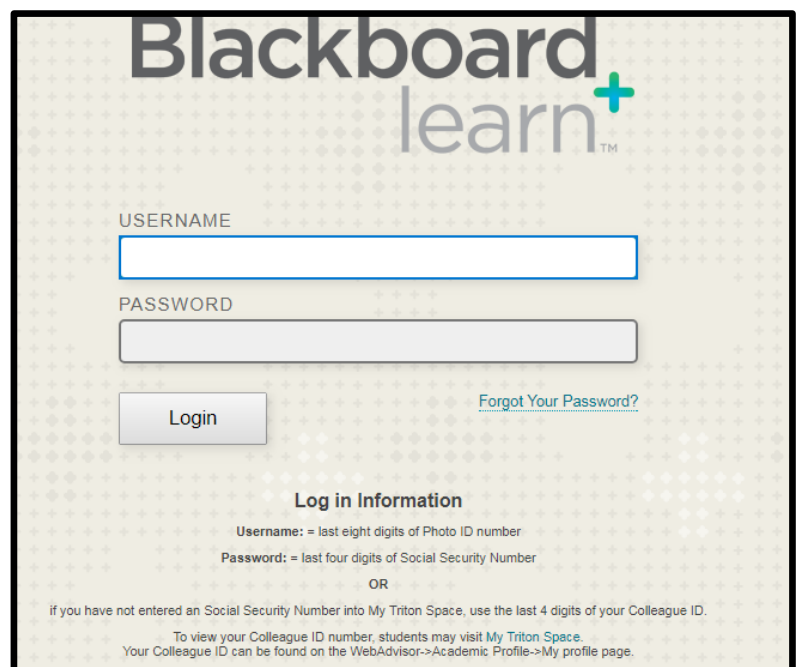 Blackboard
learn+™
USERNAME
PASSWORD
Login
Forgot Your Password?
Log in Information
Username: = last eight digits of Photo ID number
Password: = last four digits of Social Security Number
OR
if you have not entered an Social Security Number into My Triton Space, use the last 4 digits of your Colleague ID.
To view your Colleague ID number, students may visit My Triton Space.
Your Colleague ID can be found on the WebAdvisor->Academic Profile->My profile page.